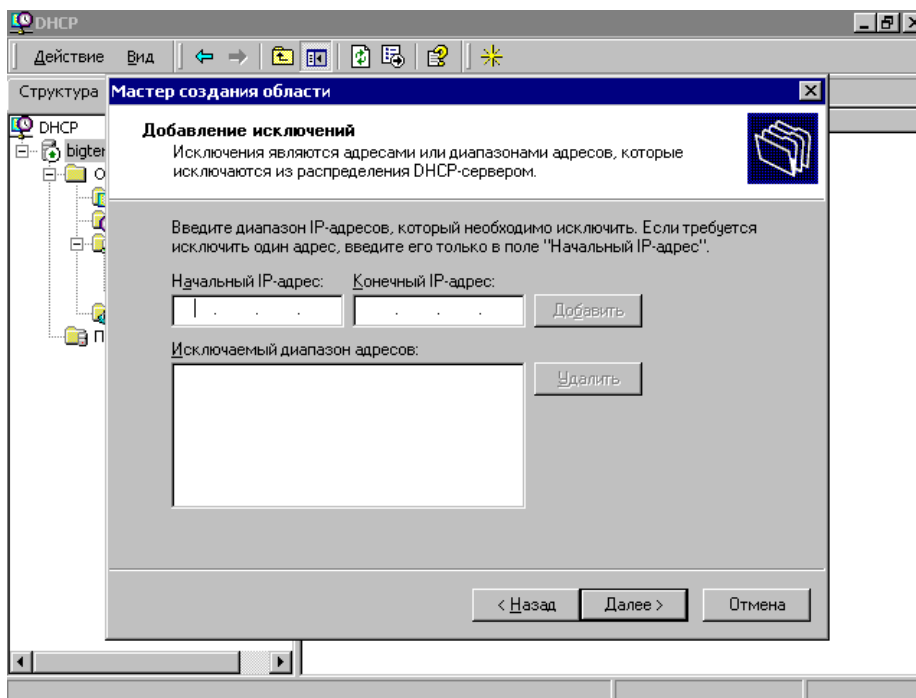 DHCP
Действие Вид
Структура
Мастер создания области
DHCP
Добавление исключений
Исключения являются адресами или диапазонами адресов, которые
исключаются из распределения DHCP-сервером.
bigter
О
Введите диапазон IP-адресов, который необходимо исключить. Если требуется
исключить один адрес, введите его только в поле "Начальный IP-адрес".
Начальный IP-адрес: Конечный IP-адрес:
Добавить
П
Исключаемый диапазон адресов:
Удалить
< Назад Далее > Отмена